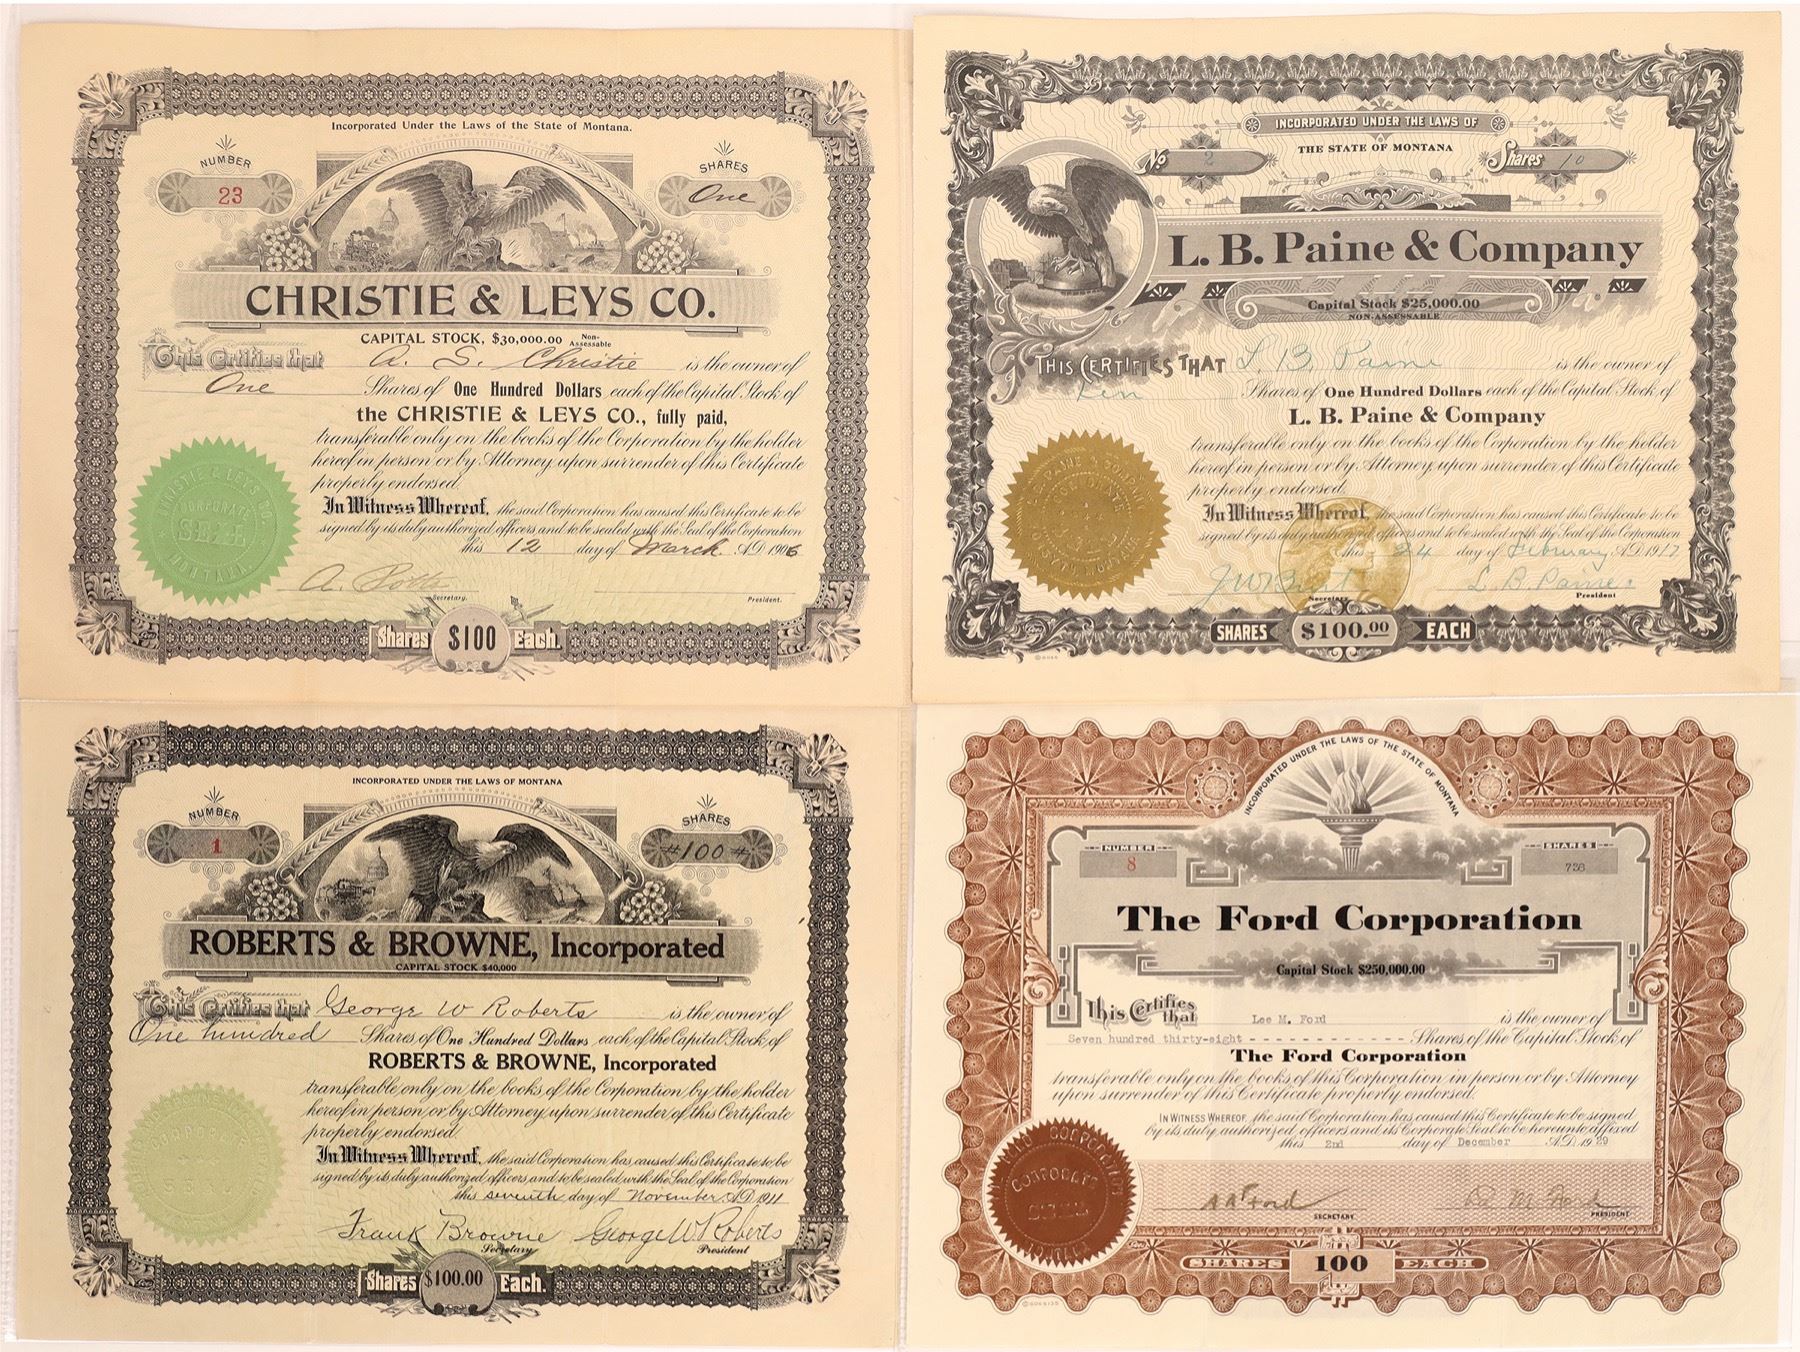 Incorporated Under the Laws of the State of Montana.
NUMBER
23
SHARES
One
CHRISTIE & LEYS CO.
CAPITAL STOCK, $30,000.00 Non-Assessable
This Certifies that A. S. Christie is the owner of
One Shares of One Hundred Dollars each of the Capital Stock of
the CHRISTIE & LEYS CO., fully paid,
transferable only on the books of the Corporation by the holder
hereof in person or by Attorney upon surrender of this Certificate
properly endorsed.
In Witness Whereof, the said Corporation has caused this Certificate to be
signed by its duly authorized officers and to be sealed with the Seal of the Corporation
this 12 day of March A.D. 1906
CHRISTIE & LEYS CO.
CORPORATE
SEAL
MONTANA.
A.
Secretary.
President.
Shares $100 Each.
INCORPORATED UNDER THE LAWS OF
THE STATE OF MONTANA
No 2
Shares 10
L. B. Paine & Company
Capital Stock $25,000.00
NON-ASSESSABLE
THIS CERTIFIES THAT L. B. Paine is the owner of
Ten Shares of One Hundred Dollars each of the Capital Stock of
L. B. Paine & Company
transferable only on the books of the Corporation by the holder
hereof in person or by Attorney upon surrender of this Certificate
properly endorsed.
In Witness Whereof, the said Corporation has caused this Certificate to be
signed by its duly authorized officers and to be sealed with the Seal of the Corporation
this 24 day of February A.D. 1917
L. B. Paine
Secretary
President
SHARES $100.00 EACH
INCORPORATED UNDER THE LAWS OF MONTANA
NUMBER
1
SHARES
#100#
ROBERTS & BROWNE, Incorporated
CAPITAL STOCK $40,000
This Certifies that George W Roberts is the owner of
One hundred Shares of One Hundred Dollars each of the Capital Stock of
ROBERTS & BROWNE, Incorporated
transferable only on the books of the Corporation by the holder
hereof in person or by Attorney upon surrender of this Certificate
properly endorsed.
In Witness Whereof, the said Corporation has caused this Certificate to be
signed by its duly authorized officers and to be sealed with the Seal of the Corporation
this seventh day of November A.D. 1911
Frank Browne George W Roberts
Secretary President
Shares $100.00 Each.
INCORPORATED UNDER THE LAWS OF THE STATE OF MONTANA
NUMBER
8
SHARES
738
The Ford Corporation
Capital Stock $250,000.00
This Certifies that Lee M. Ford is the owner of
Seven hundred thirty-eight - - - - - - - - - - - - Shares of the Capital Stock of
The Ford Corporation
transferable only on the books of this Corporation in person or by Attorney
upon surrender of this Certificate properly endorsed.
IN WITNESS WHEREOF, the said Corporation has caused this Certificate to be signed
by its duly authorized officers and its Corporate Seal to be hereunto affixed
this 2nd day of December A.D. 1929
CORPORATE
SEAL
Ford
SECRETARY
M Ford
PRESIDENT
SHARES 100 EACH